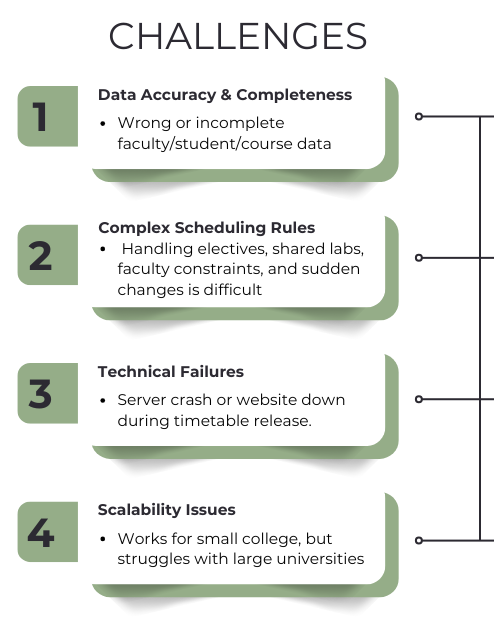 CHALLENGES
1
Data Accuracy & Completeness
• Wrong or incomplete
faculty/student/course data
2
Complex Scheduling Rules
• Handling electives, shared labs,
faculty constraints, and sudden
changes is difficult
3
Technical Failures
• Server crash or website down
during timetable release.
4
Scalability Issues
• Works for small college, but
struggles with large universities